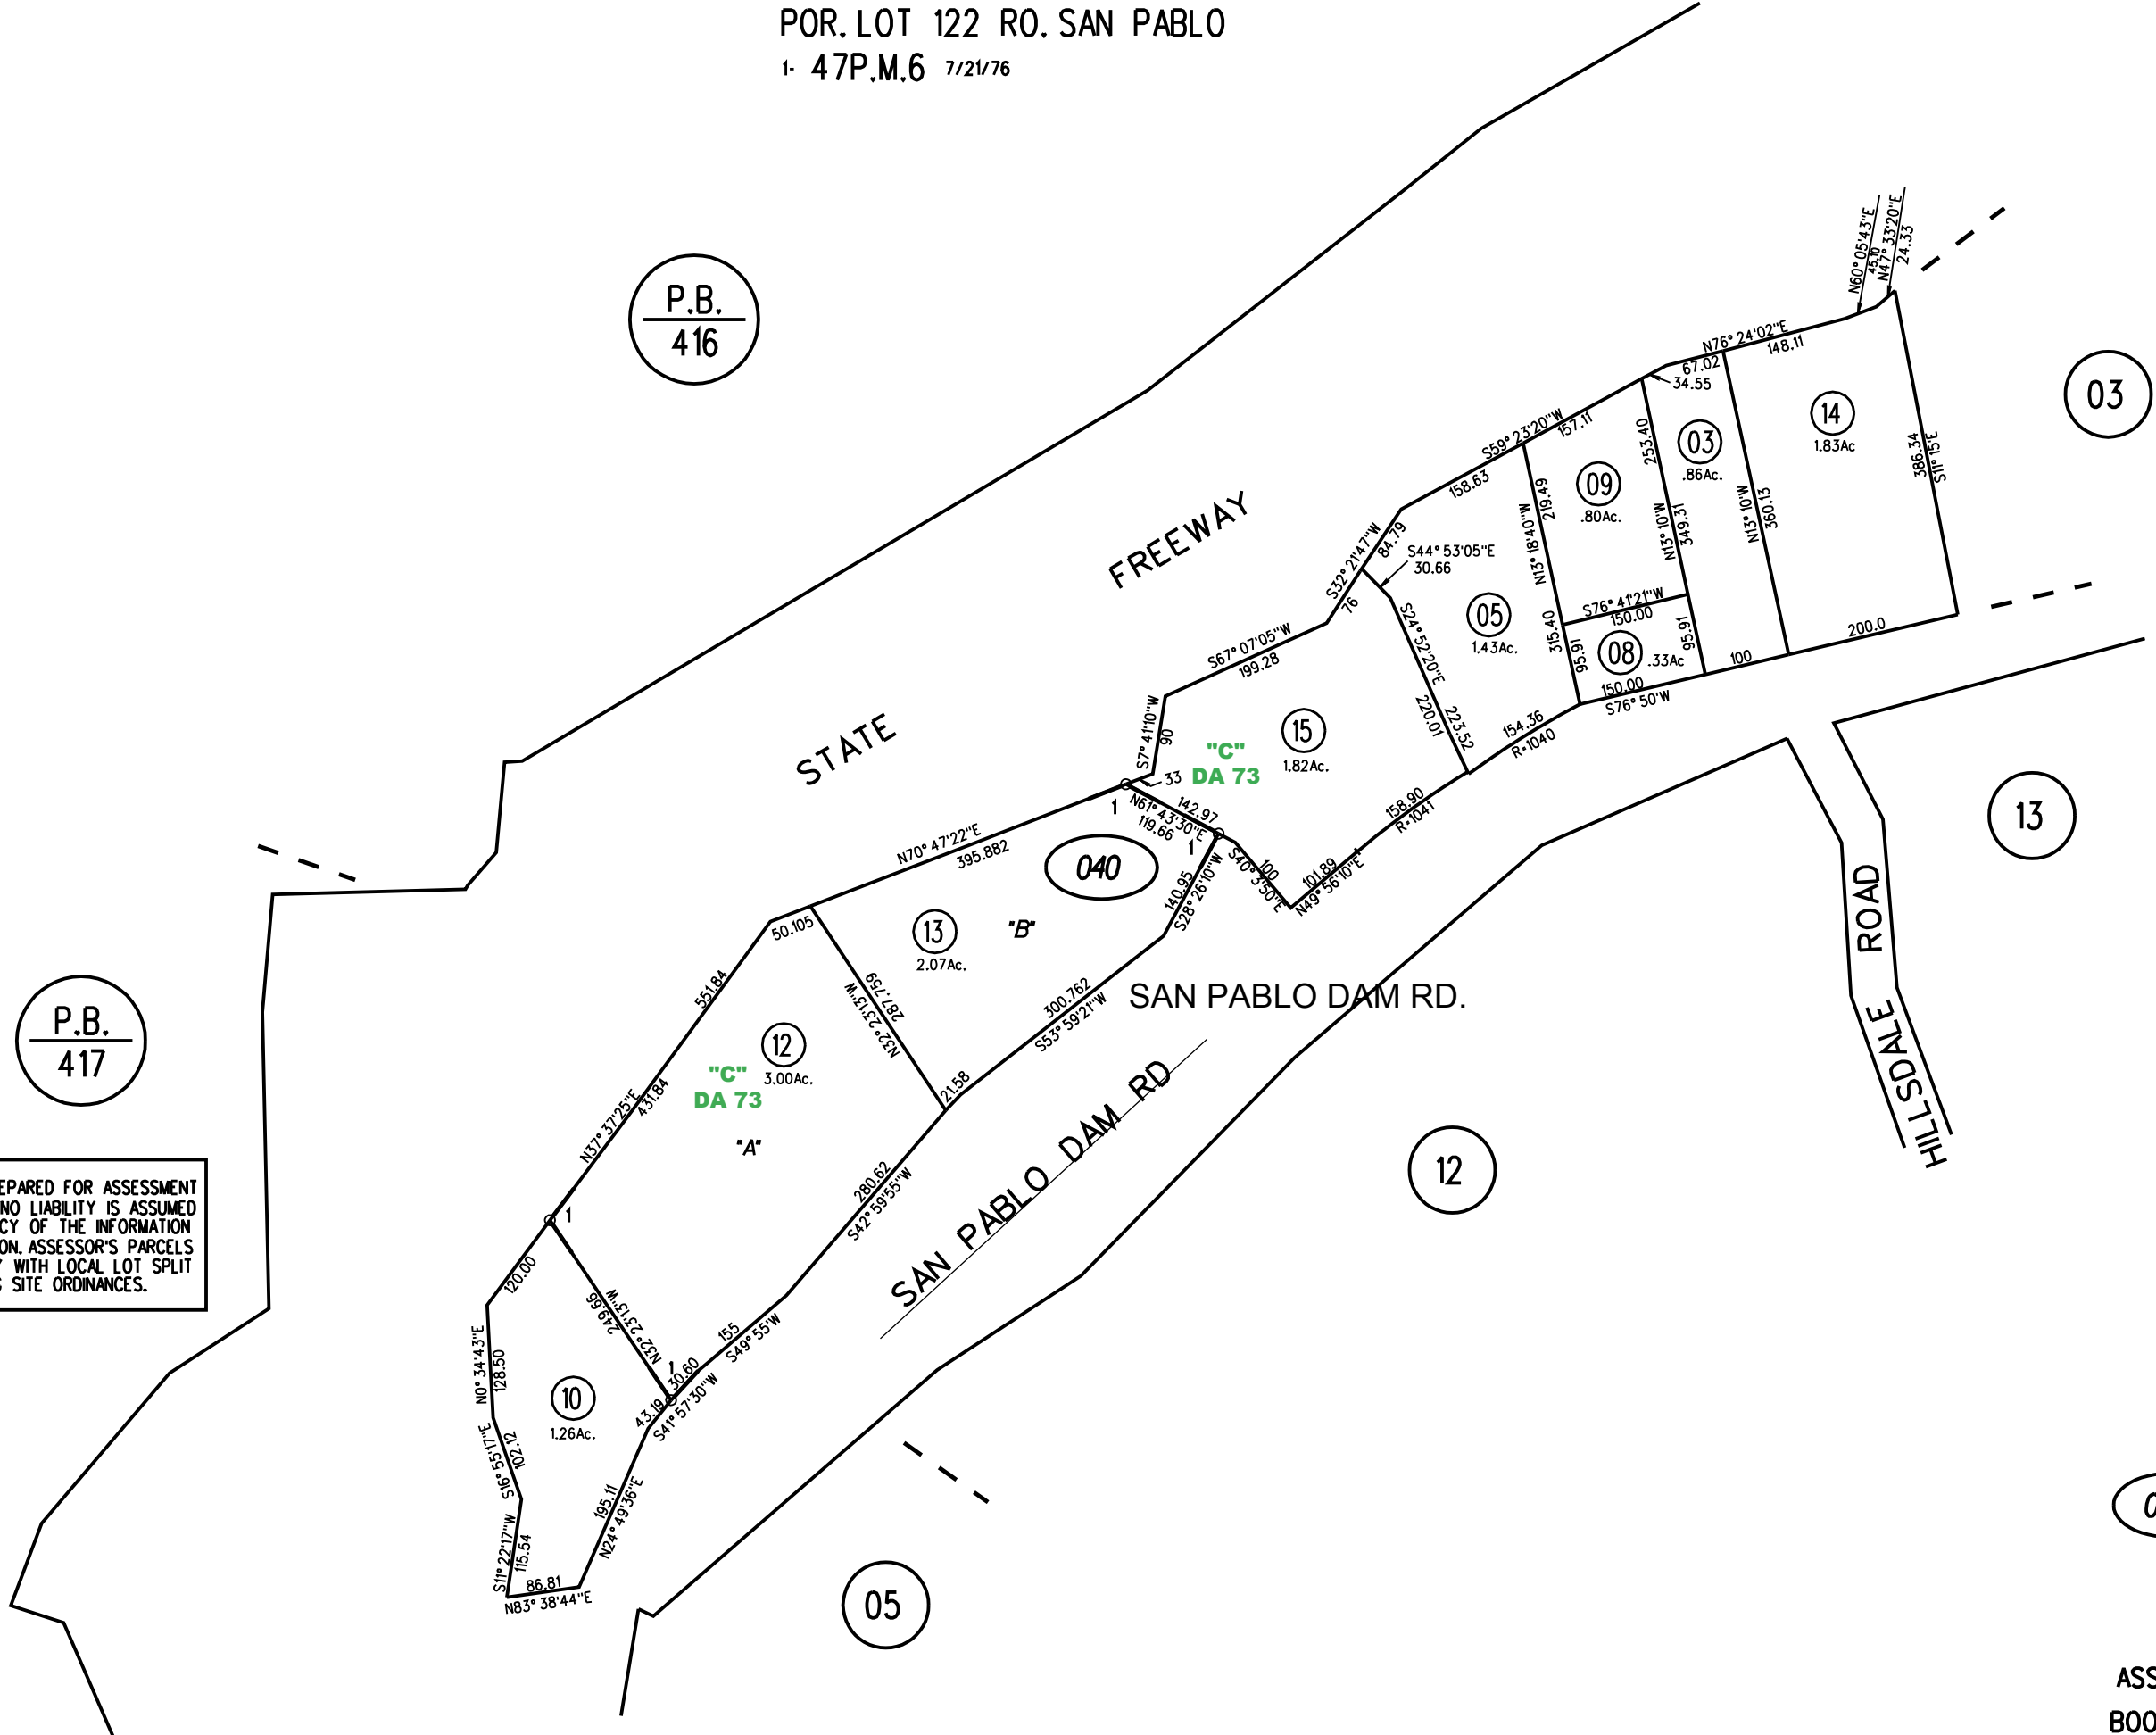 POR. LOT 122 RO. SAN PABLO
1- 47P.M.6 7/21/76
P.B.
416
N60° 05'43"E
45.10
N47° 33'20"E
24.33
03
N76° 24'02"E
148.11
67.02
34.55
14
1.83Ac
386.34
S11° 15'E
S59° 23'20"W
157.11
158.63
253.40
03
.86Ac.
09
.80Ac.
219.49
N13° 18'40"W
N13° 10'W
349.31
N13° 10'W
360.13
FREEWAY
S32° 21'47"W
84.79
76
S44° 53'05"E
30.66
S24° 52'20"E
220.01
223.52
05
1.43Ac.
315.40
95.91
S76° 41'21"W
150.00
08
.33Ac
95.91
150.00
S76° 50'W
100
200.0
S67° 07'05"W
199.28
STATE
S7° 41'10"W
90
33
"C"
DA 73
15
1.82Ac.
154.36
R=1040
158.90
R=1041
13
1
142.97
N61° 43'30"E
119.66
1
S40° 3'50"E
100
101.89
N49° 56'10"E
140.95
S28° 26'10"W
N70° 47'22"E
395.882
040
50.105
13
2.07Ac.
"B"
N32° 23'13"W
287.759
551.84
300.762
S53° 59'21"W
SAN PABLO DAM RD.
HILLSDALE ROAD
P.B.
417
12
3.00Ac.
"C"
DA 73
"A"
21.58
N37° 37'25"E
431.84
280.62
S42° 59'55"W
SAN PABLO DAM RD
12
EPARED FOR ASSESSMENT
NO LIABILITY IS ASSUMED
CY OF THE INFORMATION
ON. ASSESSOR'S PARCELS
WITH LOCAL LOT SPLIT
SITE ORDINANCES.
1
120.00
249.66
N32° 23'13"W
155
S49° 55'W
1
30.60
43.19
S41° 57'30"W
N0° 34'43"E
128.50
10
1.26Ac.
S16° 55'17"E
102.12
195.11
N24° 49'36"E
S11° 22'17"W
115.54
86.81
N83° 38'44"E
05
0
ASS
BOO